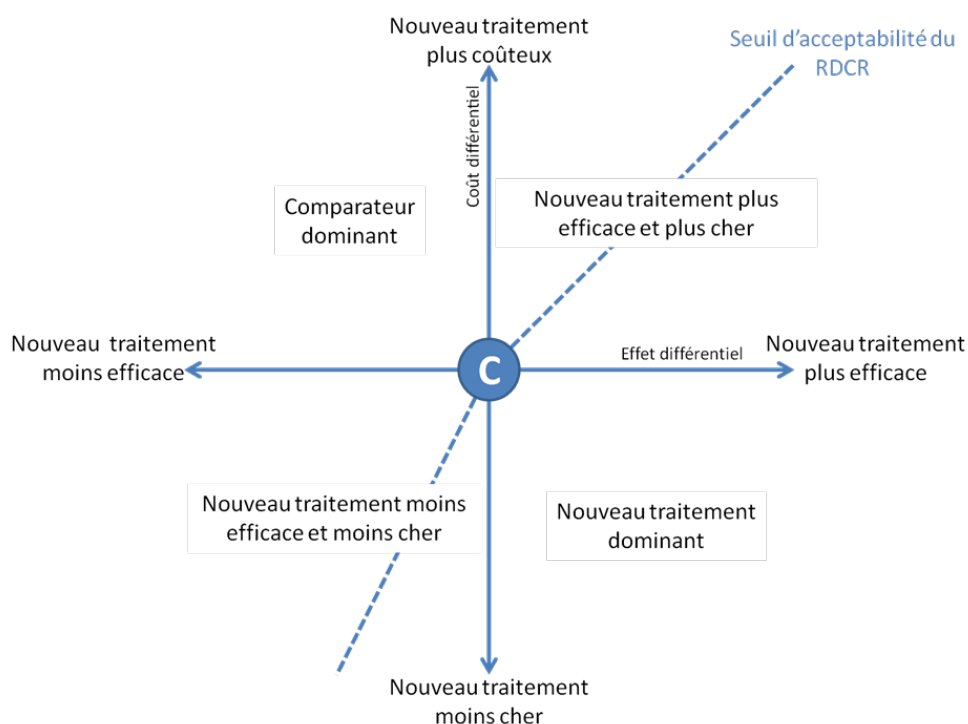 Nouveau traitement
plus coûteux
Seuil d'acceptabilité du
RDCR
Coût différentiel
Comparateur
dominant
Nouveau traitement plus
efficace et plus cher
Nouveau traitement
moins efficace
C
Effet différentiel
Nouveau traitement
plus efficace
Nouveau traitement moins
efficace et moins cher
Nouveau traitement
dominant
Nouveau traitement
moins cher